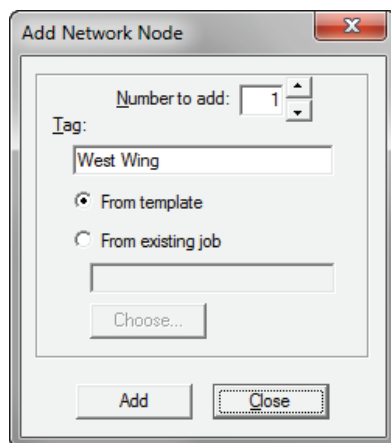 Add Network Node
Number to add: 1
Tag:
West Wing
From template
From existing job
Choose...
Add Close